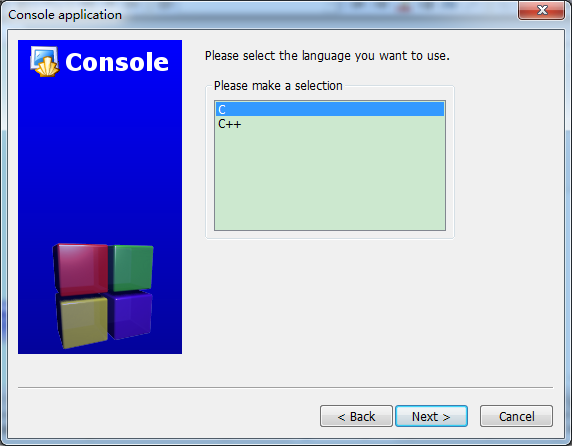 Console application
Console
Please select the language you want to use.
Please make a selection
C
C++
< Back
Next >
Cancel